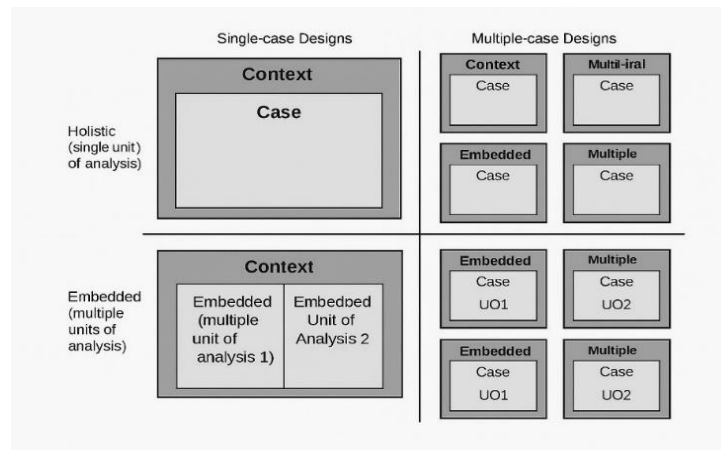 Single-case Designs
Multiple-case Designs
Holistic
(single unit)
of analysis)
Context
Case
Context
Case
Multil-iral
Case
Embedded
Case
Multiple
Case
Embedded
(multiple
units of
analysis)
Context
Embedded
(multiple
unit of
analysis 1)
Embedbed
Unit of
Analysis 2
Embedded
Case
UO1
Multiple
Case
UO2
Embedded
Case
UO1
Multiple
Case
UO2